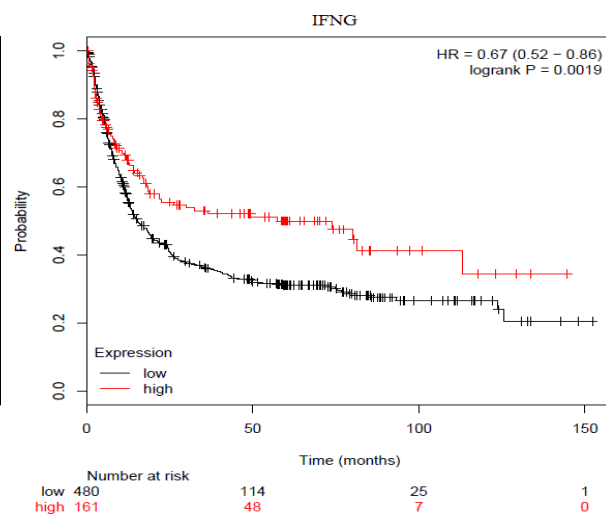 IFNG
HR = 0.67 (0.52 − 0.86)
logrank P = 0.0019
1.0
0.8
0.6
0.4
0.2
0.0
Probability
Expression
low
high
0 50 100 150
Time (months)
Number at risk
low 480 114 25 1
high 161 48 7 0